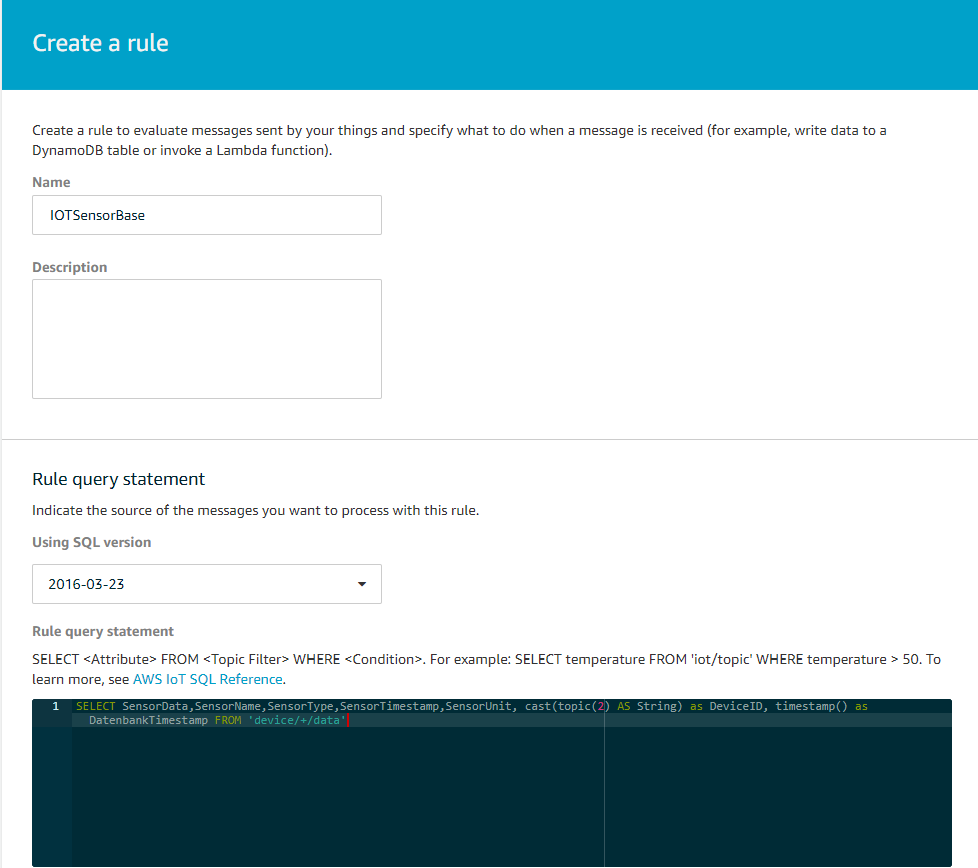 Create a rule
Create a rule to evaluate messages sent by your things and specify what to do when a message is received (for example, write data to a
DynamoDB table or invoke a Lambda function).
Name
IOTSensorBase
Description
Rule query statement
Indicate the source of the messages you want to process with this rule.
Using SQL version
2016-03-23
Rule query statement
SELECT <Attribute> FROM <Topic Filter> WHERE <Condition>. For example: SELECT temperature FROM 'iot/topic' WHERE temperature > 50. To
learn more, see AWS IoT SQL Reference.
1 SELECT SensorData,SensorName,SensorType,SensorTimestamp,SensorUnit, cast(topic(2) AS String) as DeviceID, timestamp() as
DatenbankTimestamp FROM 'device/+/data'